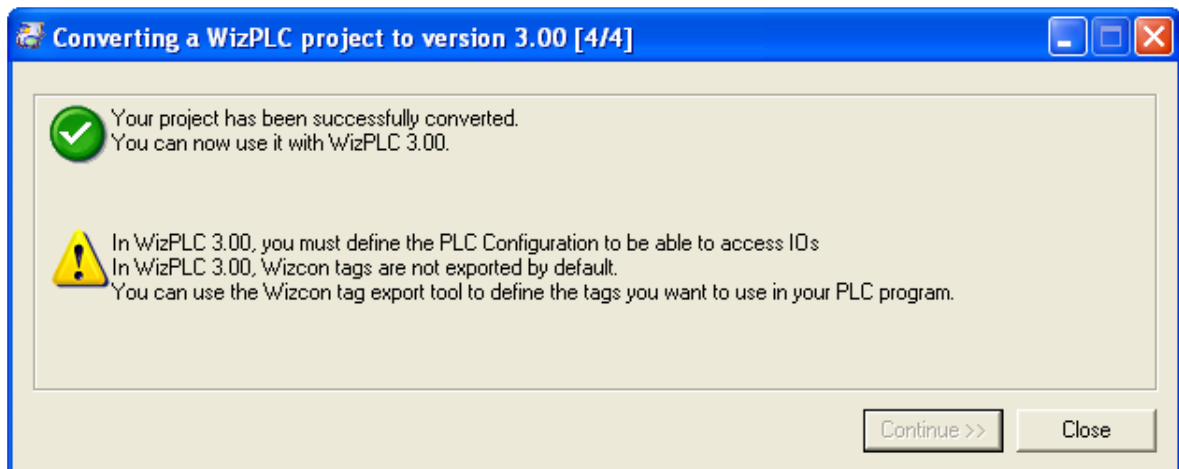 Converting a WizPLC project to version 3.00 [4/4]
Your project has been successfully converted.
You can now use it with WizPLC 3.00.
In WizPLC 3.00, you must define the PLC Configuration to be able to access IOs
In WizPLC 3.00, Wizcon tags are not exported by default.
You can use the Wizcon tag export tool to define the tags you want to use in your PLC program.
Continue >>
Close